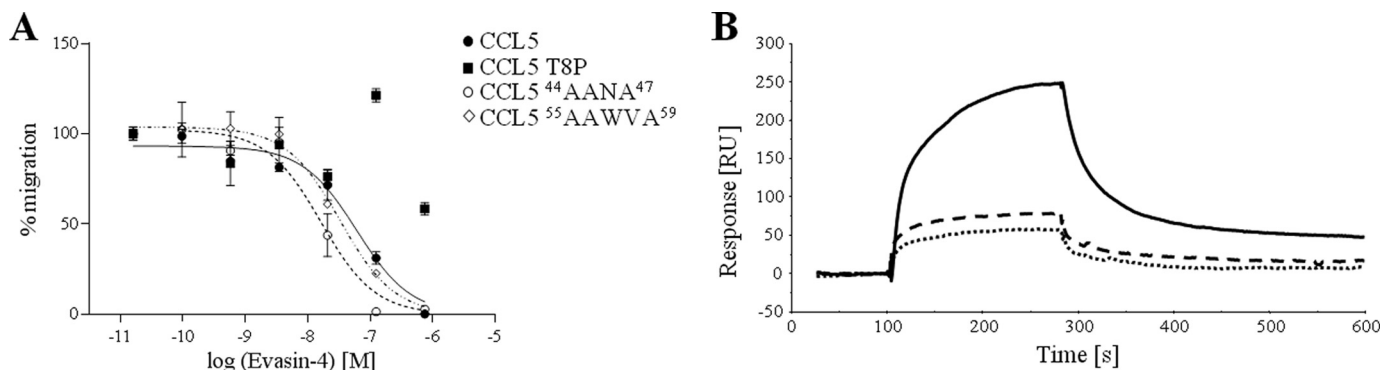 A
150
100
50
0
% migration
-11 -10 -9 -8 -7 -6 -5
log (Evasin-4) [M]
CCL5
CCL5 T8P
CCL5 ⁴⁴AANA⁴⁷
CCL5 ⁵⁵AAWVA⁵⁹
B
300
250
200
150
100
50
0
-50
Response [RU]
0 100 200 300 400 500 600
Time [s]